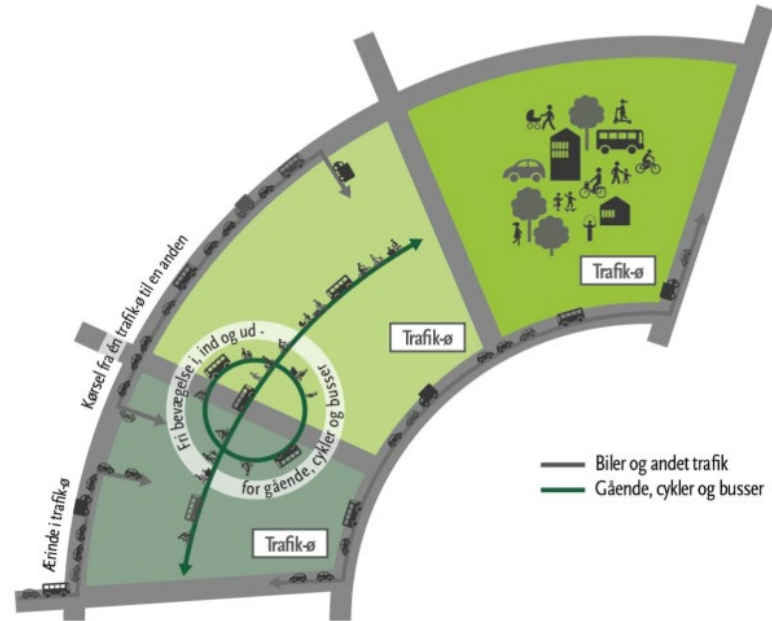 Kørsel fra én trafik-ø til en anden
Ærinde i trafik-ø
Fri bevægelse i, ind og ud -
for gående, cykler og busser
Trafik-ø
Trafik-ø
Trafik-ø
Biler og andet trafik
Gående, cykler og busser